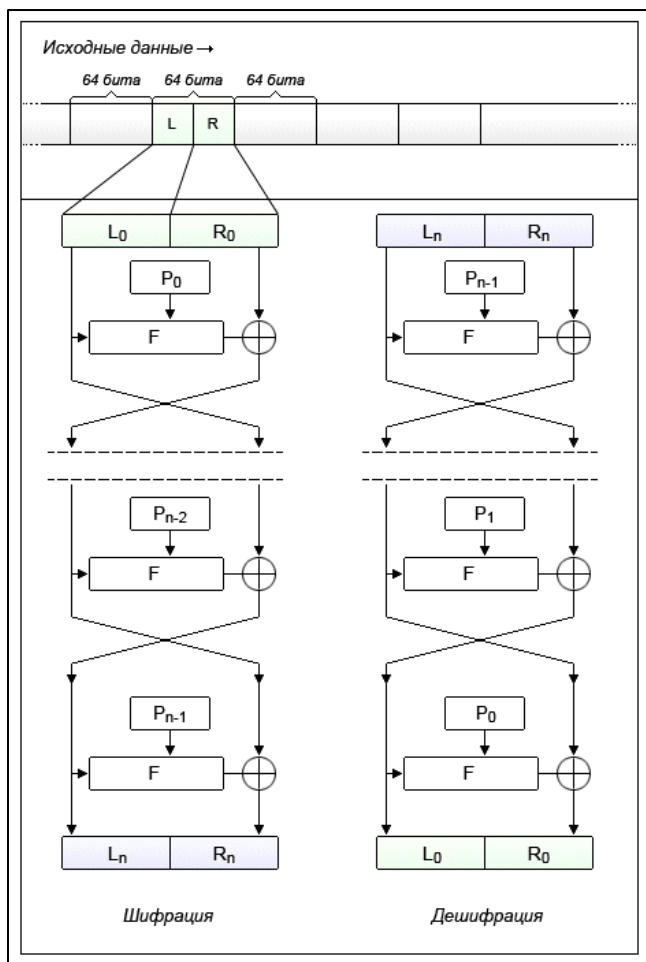 Исходные данные →
64 бита 64 бита 64 бита
L R
L0 R0 Ln Rn
P0 Pn-1
F F
Pn-2 P1
F F
Pn-1 P0
F F
Ln Rn L0 R0
Шифрация Дешифрация